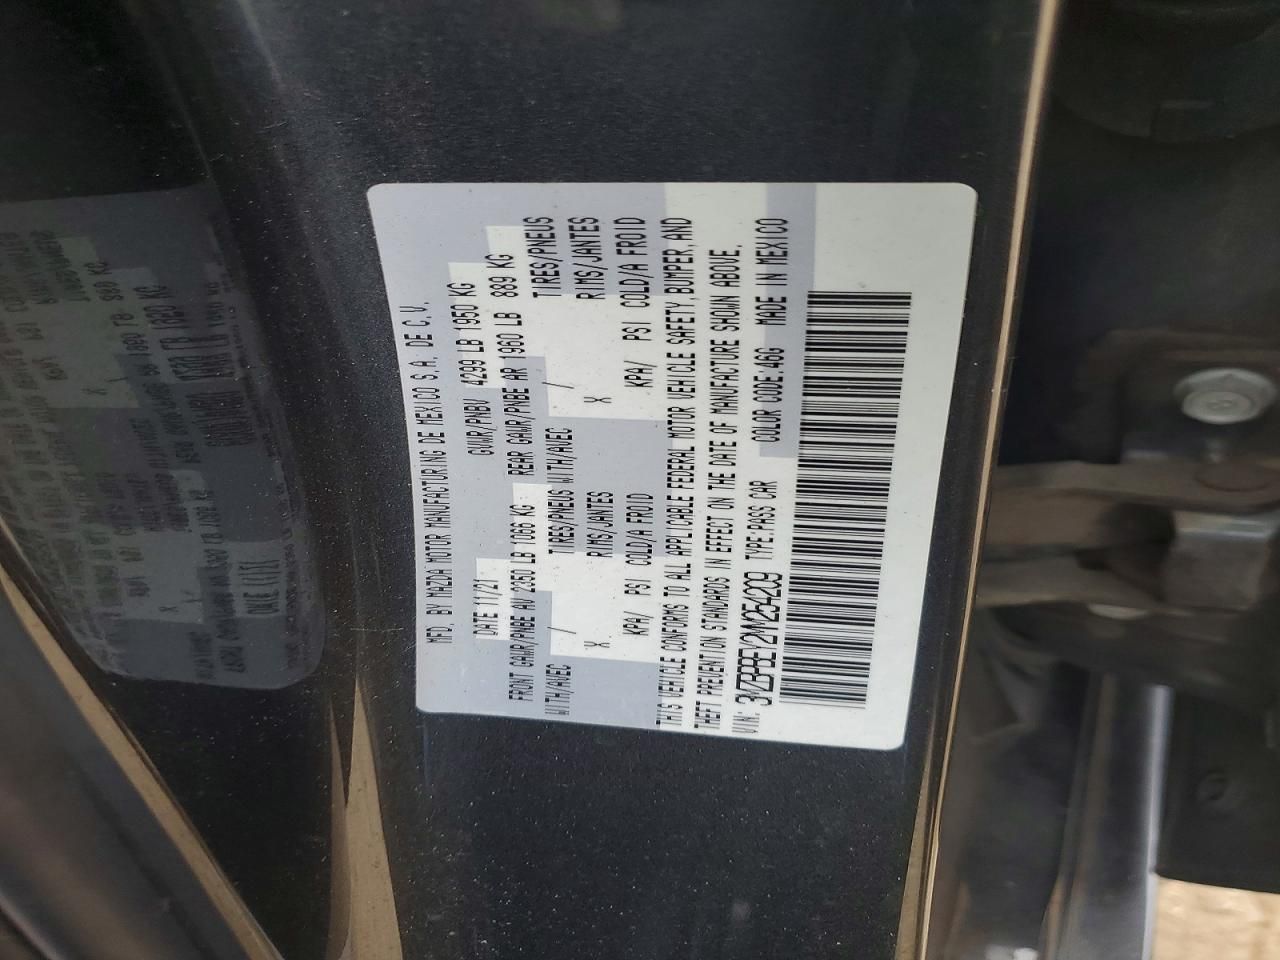 MFD. BY MAZDA MOTOR MANUFACTURING DE MEXICO S.A. DE C.V.
DATE 11/21 GVWR/PNBV 4299 LB 1950 KG
FRONT GAWR/PNBE AV 2350 LB 1066 KG REAR GAWR/PNBE AR 1960 LB 889 KG
WITH/AVEC / TIRES/PNEUS WITH/AVEC / TIRES/PNEUS
X RIMS/JANTES X RIMS/JANTES
KPA/ PSI COLD/A FROID KPA/ PSI COLD/A FROID
THIS VEHICLE CONFORMS TO ALL APPLICABLE FEDERAL MOTOR VEHICLE SAFETY, BUMPER, AND
THEFT PREVENTION STANDARDS IN EFFECT ON THE DATE OF MANUFACTURE SHOWN ABOVE.
VIN: TYPE:PASS CAR COLOR CODE:46G MADE IN MEXICO